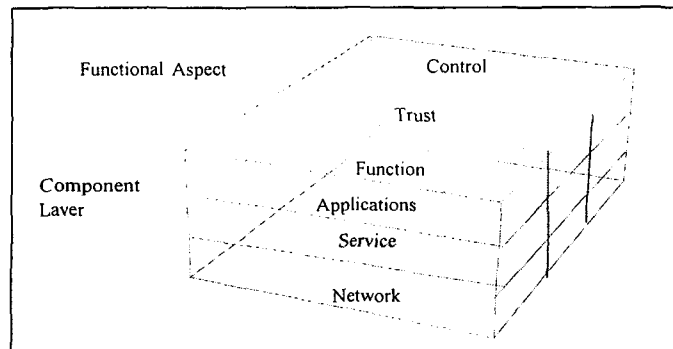 Functional Aspect
Control
Trust
Function
Component
Laver
Applications
Service
Network